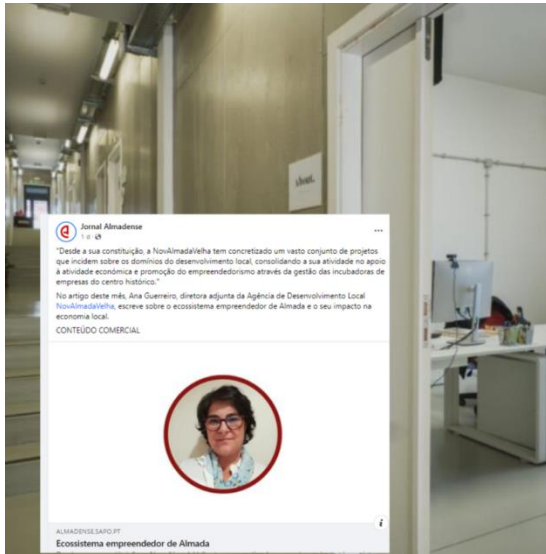 About.
Jornal Almadense
1 d ·
"Desde a sua constituição, a NovAlmadaVelha tem concretizado um vasto conjunto de projetos
que incidem sobre os domínios do desenvolvimento local, consolidando a sua atividade no apoio
à atividade económica e promoção do empreendedorismo através da gestão das incubadoras de
empresas do centro histórico."
No artigo deste mês, Ana Guerreiro, diretora adjunta da Agência de Desenvolvimento Local
NovAlmadaVelha, escreve sobre o ecossistema empreendedor de Almada e o seu impacto na
economia local.
CONTEÚDO COMERCIAL
ALMADENSE.SAPO.PT
Ecossistema empreendedor de Almada